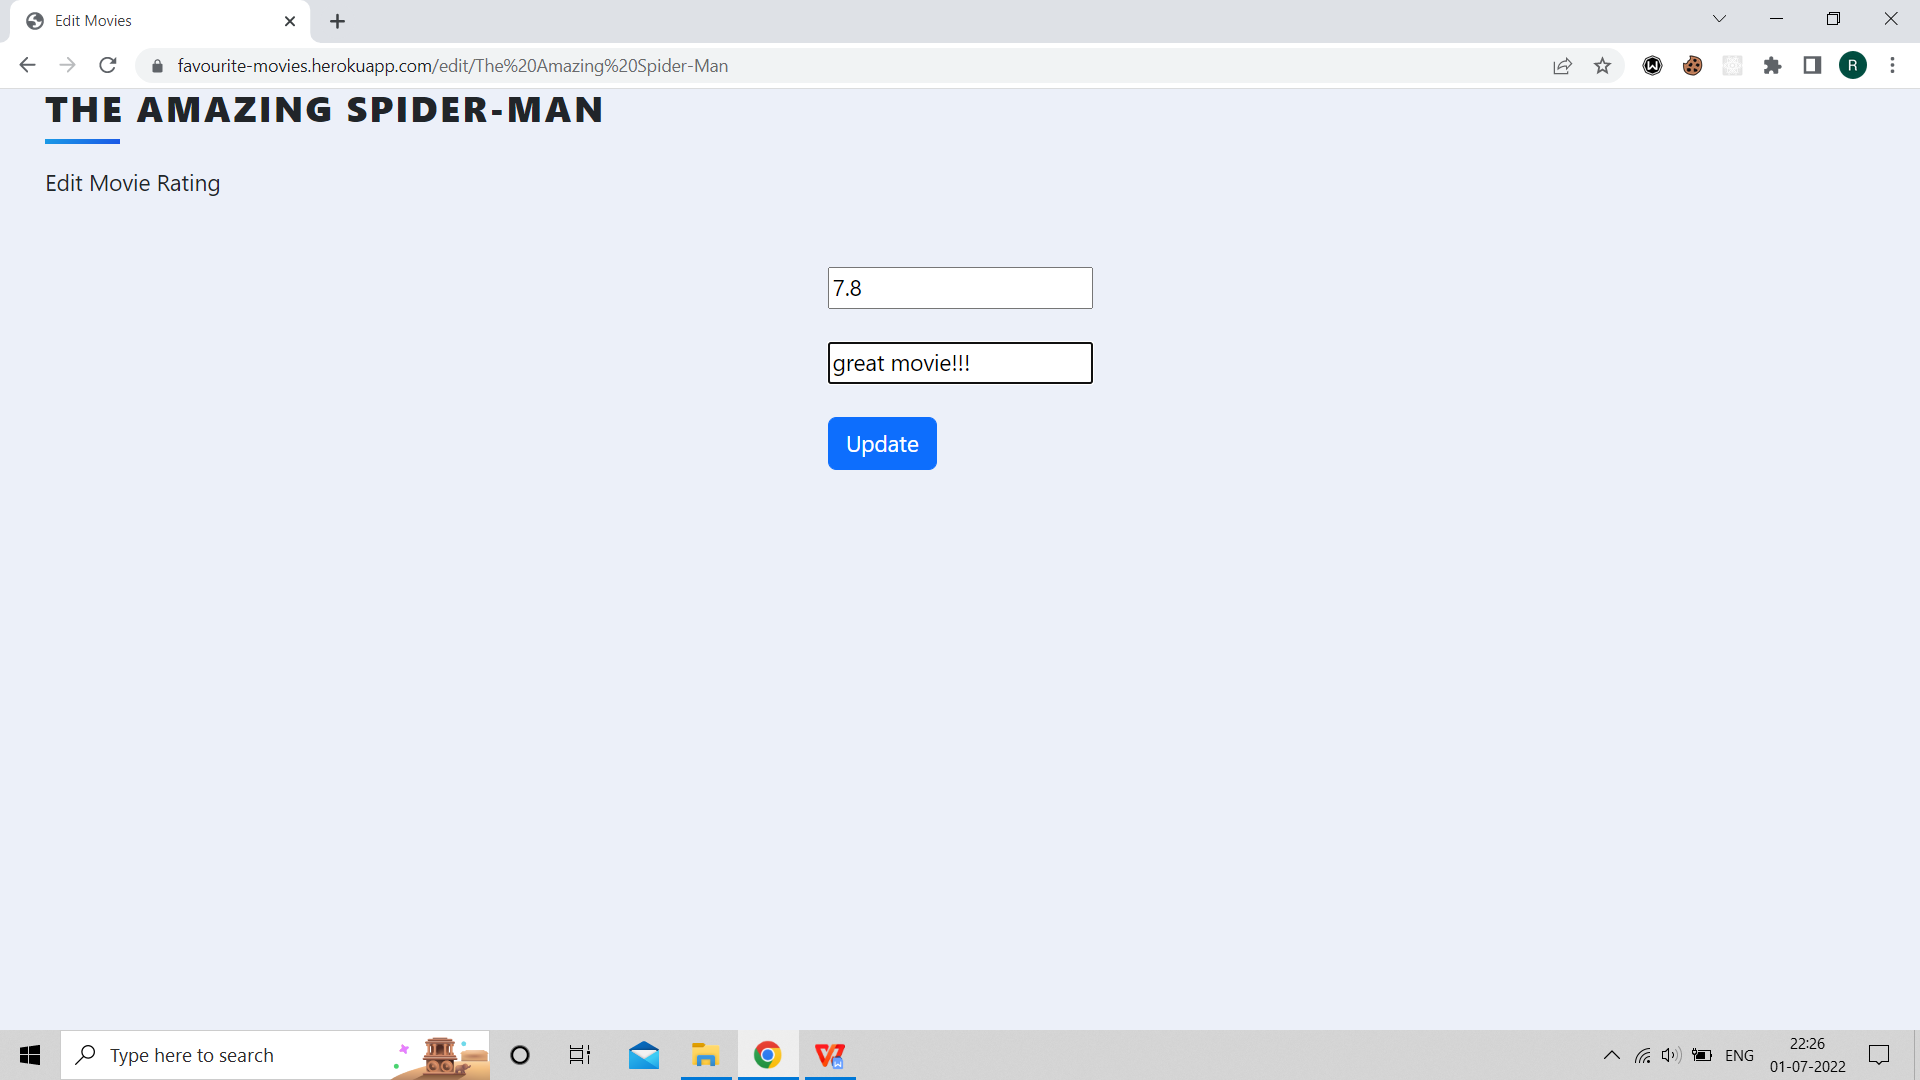 Edit Movies
favourite-movies.herokuapp.com/edit/The%20Amazing%20Spider-Man
R
THE AMAZING SPIDER-MAN
Edit Movie Rating
7.8
great movie!!!
Update
Type here to search
ENG
22:26
01-07-2022